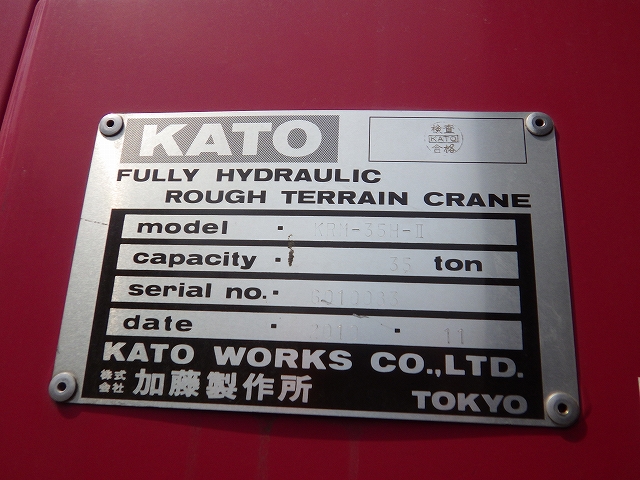 KATO
検査
KATO
合格
FULLY HYDRAULIC
ROUGH TERRAIN CRANE
model ・
capacity ・ 35 ton
serial no. ・
date ・ ・ 11
KATO WORKS CO.,LTD.
株式会社 加藤製作所
TOKYO